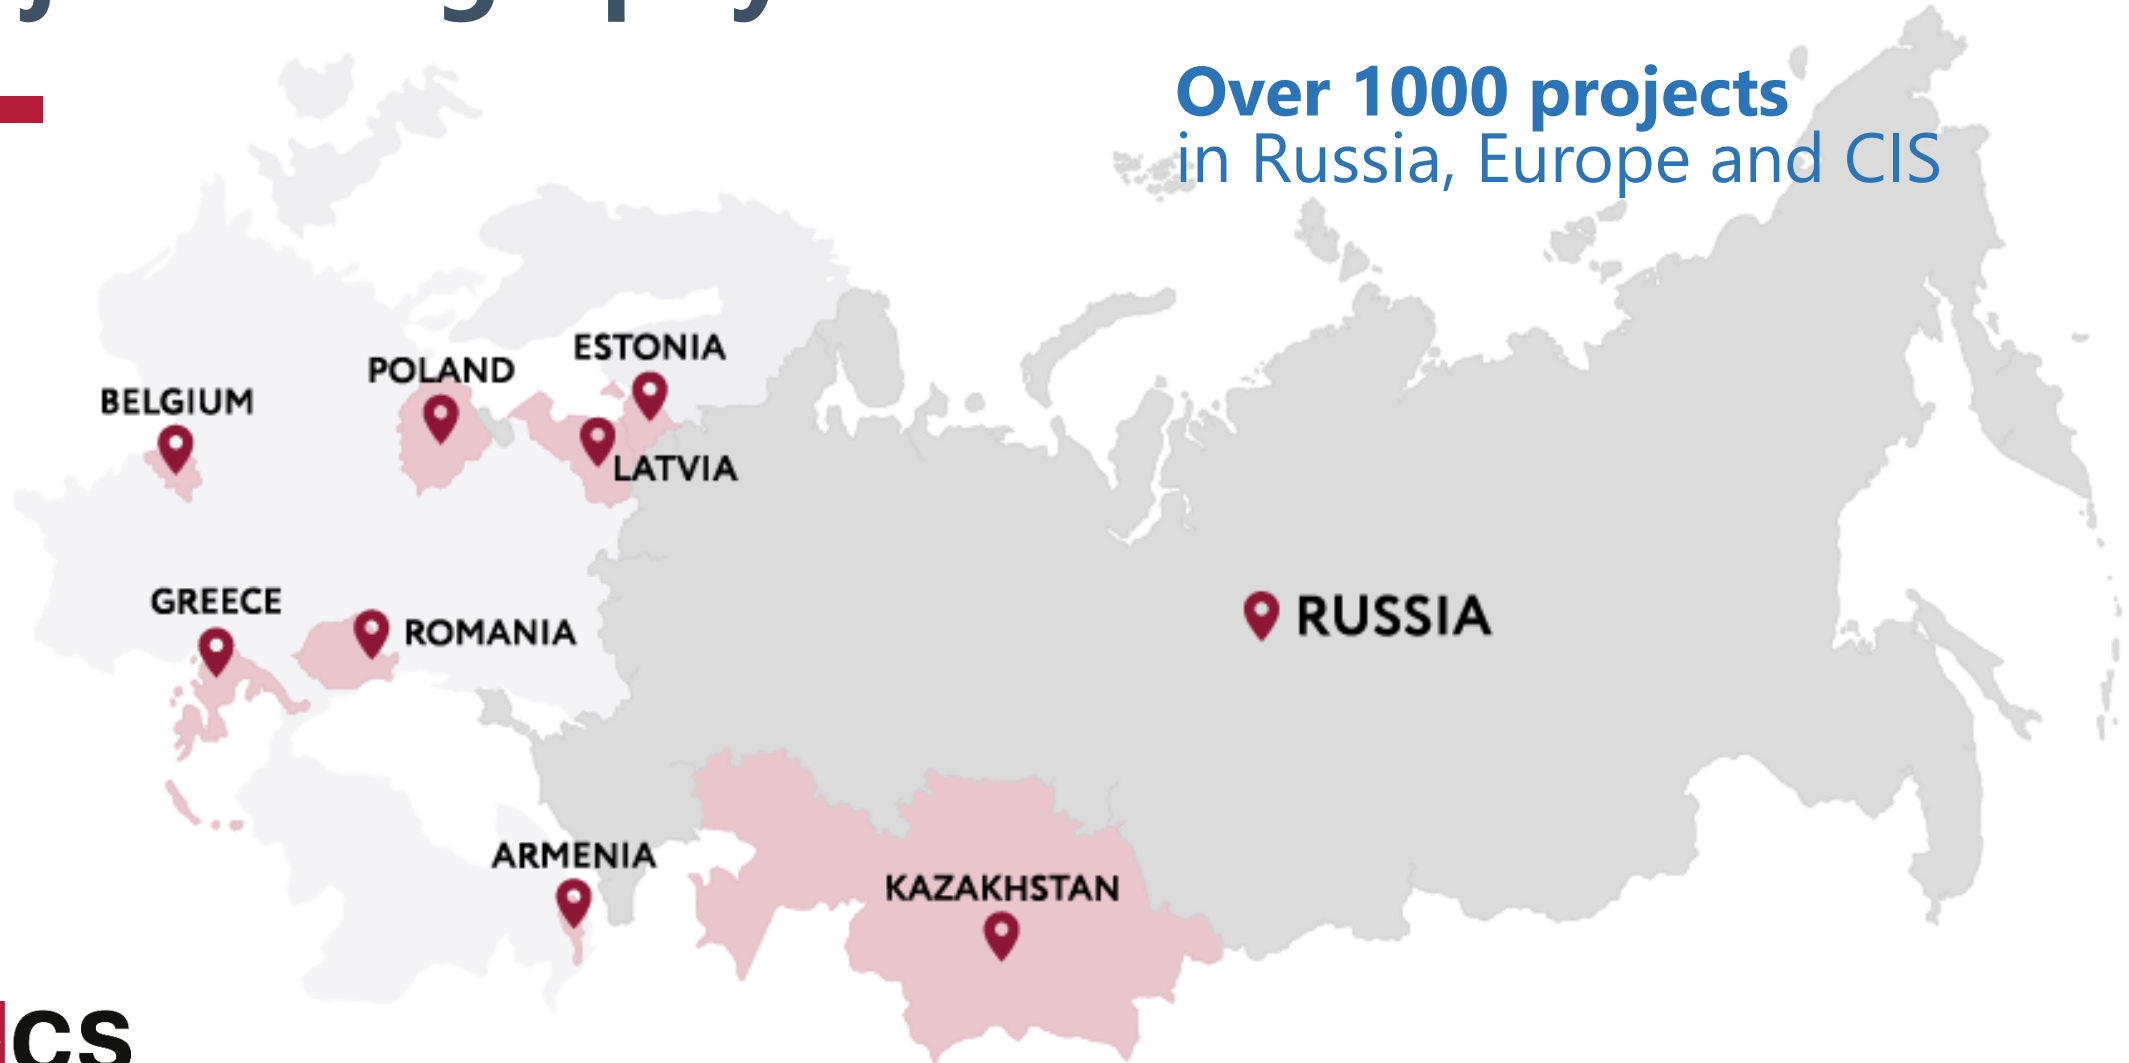 Over 1000 projects
in Russia, Europe and CIS
ESTONIA
POLAND
BELGIUM
LATVIA
GREECE
ROMANIA
RUSSIA
ARMENIA
KAZAKHSTAN
cs